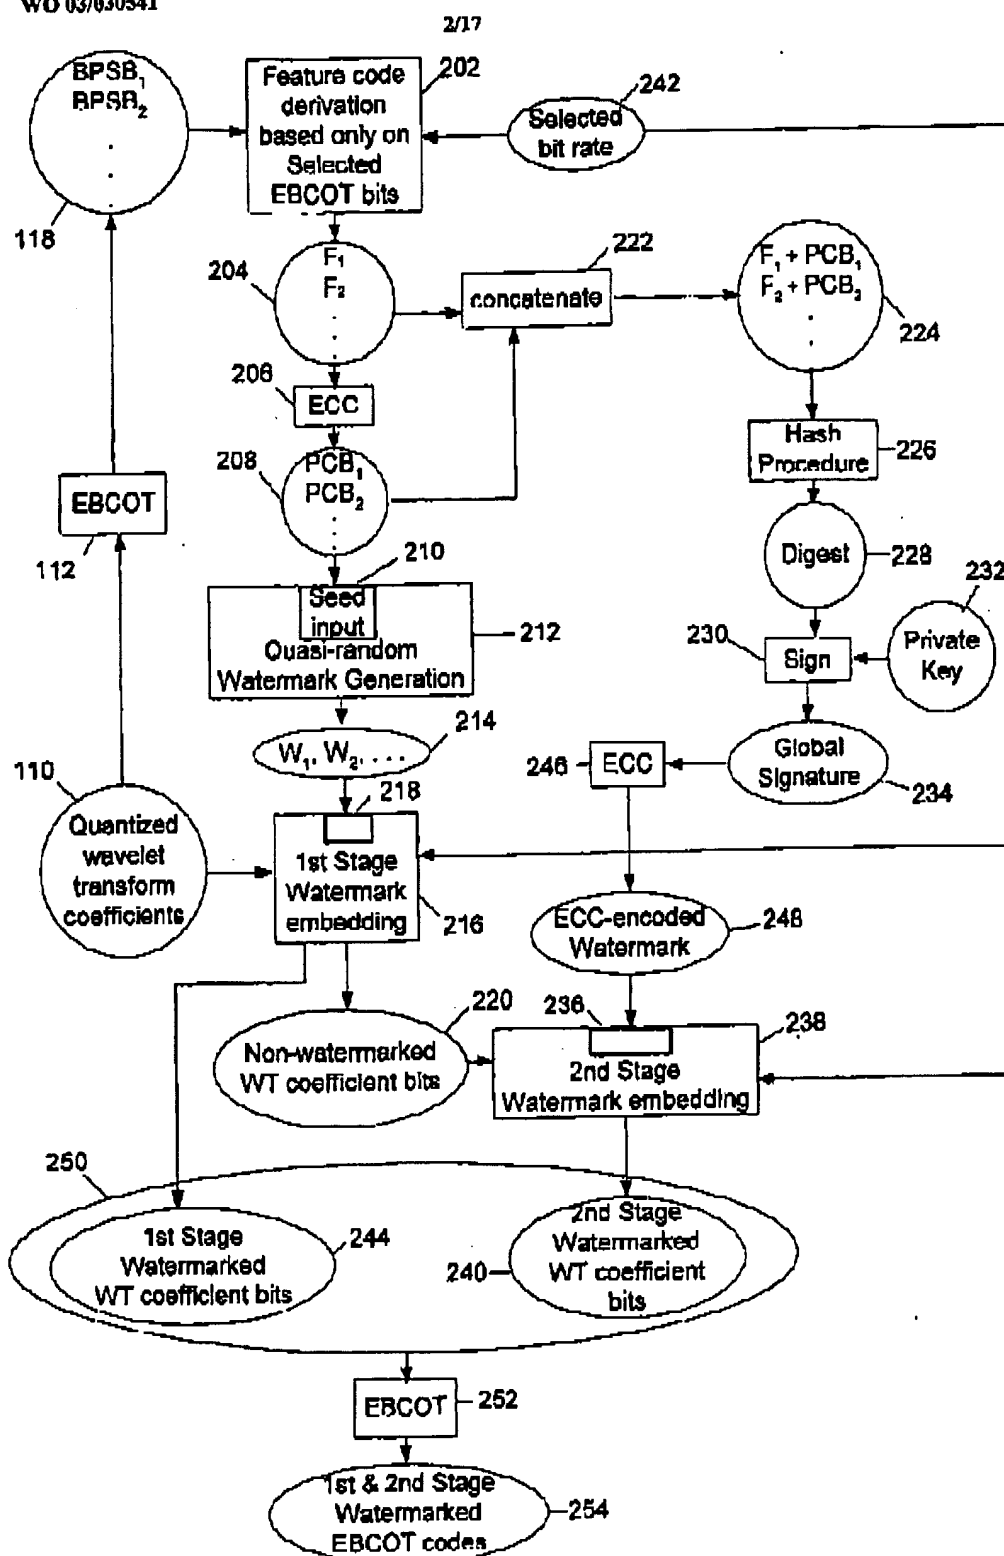 WO 03/030541
2/17
BPSB1
BPSB2
118
Feature code
derivation
based only on
Selected
EBCOT bits
202
Selected
bit rate
242
204
F1
F2
concatenate
222
F1 + PCB1
F2 + PCB2
224
206
ECC
208
PCB1
PCB2
Hash
Procedure
226
EBCOT
112
210
Seed
input
Quasi-random
Watermark Generation
212
Digest
228
232
Private
Key
230
Sign
W1, W2, . . .
214
246
ECC
Global
Signature
234
110
Quantized
wavelet
transform
coefficients
218
1st Stage
Watermark
embedding
216
ECC-encoded
Watermark
248
220
Non-watermarked
WT coefficient bits
236
2nd Stage
Watermark embedding
238
250
1st Stage
Watermarked
WT coefficient bits
244
240
2nd Stage
Watermarked
WT coefficient
bits
EBCOT
252
1st & 2nd Stage
Watermarked
EBCOT codes
254